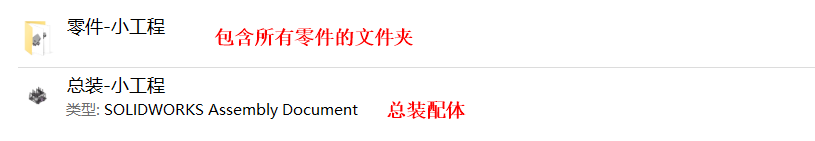 零件-小工程
包含所有零件的文件夹
总装-小工程
类型: SOLIDWORKS Assembly Document
总装配体